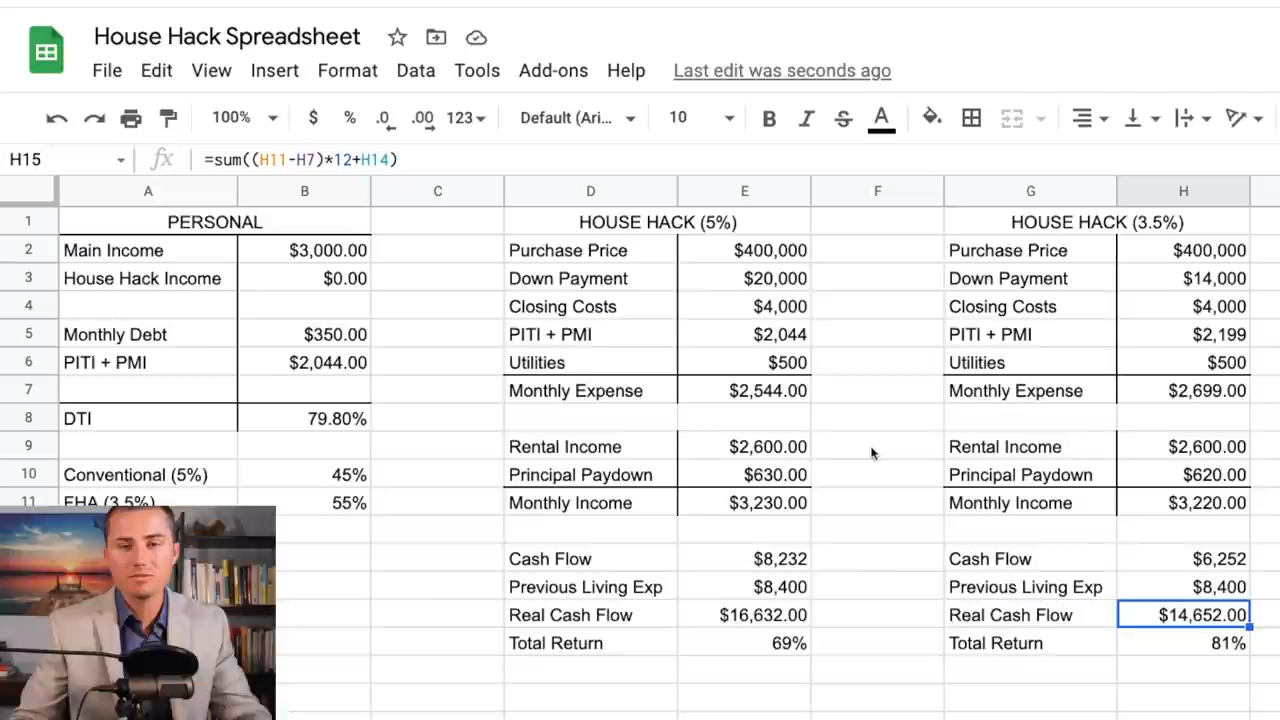 House Hack Spreadsheet
File Edit View Insert Format Data Tools Add-ons Help Last edit was seconds ago
100% $ % .0 .00 123 Default (Ari... 10 B I S A
H15 fx =sum((H11-H7)*12+H14)
A B C D E F G H
1 PERSONAL HOUSE HACK (5%) HOUSE HACK (3.5%)
2 Main Income $3,000.00 Purchase Price $400,000 Purchase Price $400,000
3 House Hack Income $0.00 Down Payment $20,000 Down Payment $14,000
4 Closing Costs $4,000 Closing Costs $4,000
5 Monthly Debt $350.00 PITI + PMI $2,044 PITI + PMI $2,199
6 PITI + PMI $2,044.00 Utilities $500 Utilities $500
7 Monthly Expense $2,544.00 Monthly Expense $2,699.00
8 DTI 79.80%
9 Rental Income $2,600.00 Rental Income $2,600.00
10 Conventional (5%) 45% Principal Paydown $630.00 Principal Paydown $620.00
11 FHA (3.5%) 55% Monthly Income $3,230.00 Monthly Income $3,220.00
Cash Flow $8,232 Cash Flow $6,252
Previous Living Exp $8,400 Previous Living Exp $8,400
Real Cash Flow $16,632.00 Real Cash Flow $14,652.00
Total Return 69% Total Return 81%